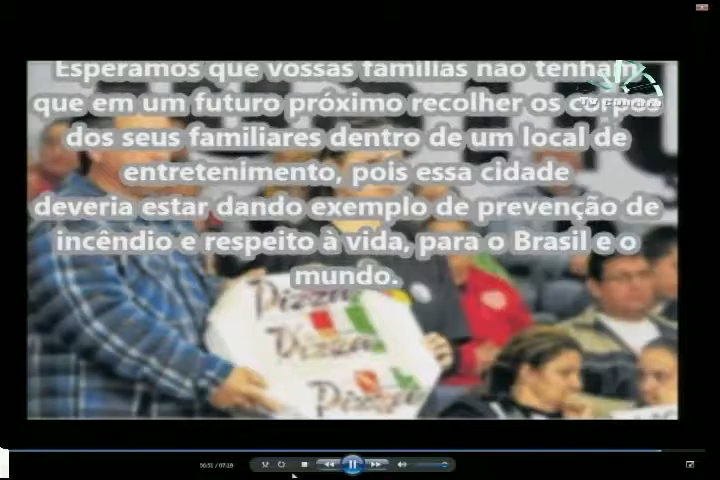 Esperamos que vossas famílias não tenham
que em um futuro próximo recolher os corpos
dos seus familiares dentro de um local de
entretenimento, pois essa cidade
deveria estar dando exemplo de prevenção de
incêndio e respeito à vida, para o Brasil e o
mundo.
Pizza
Pizza
Pizza